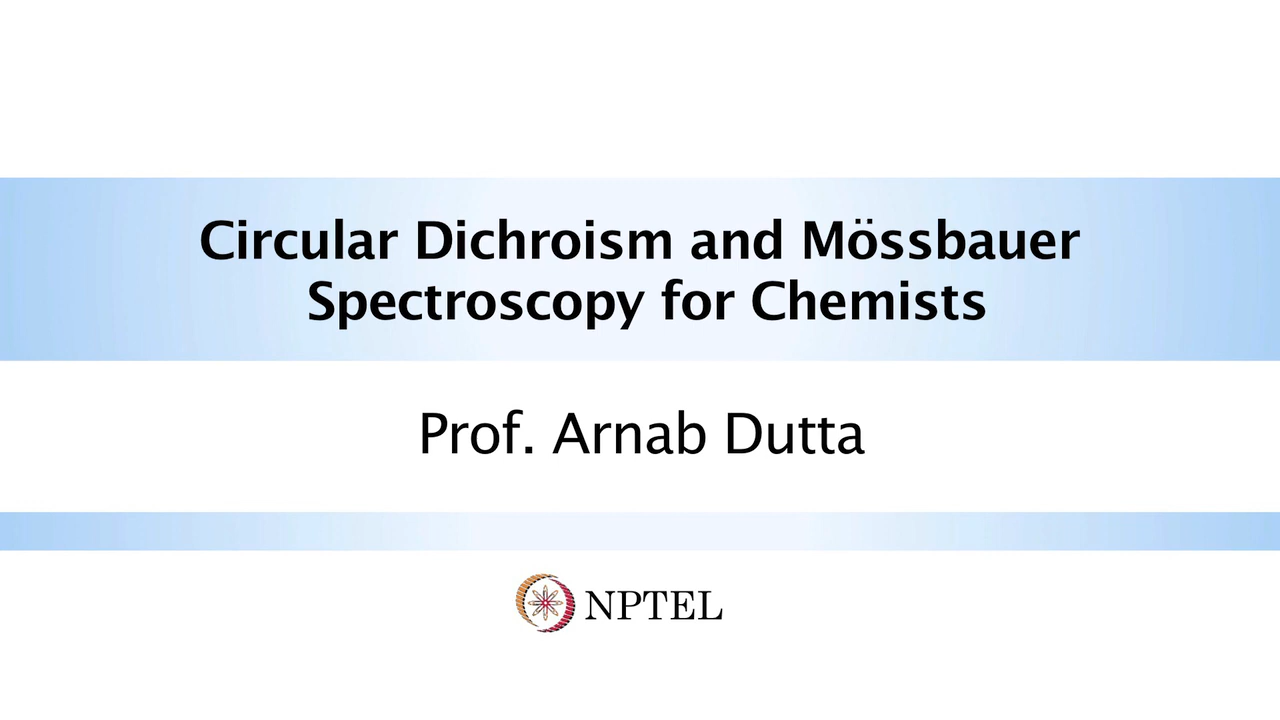 Circular Dichroism and Mössbauer
Spectroscopy for Chemists
Prof. Arnab Dutta
NPTEL